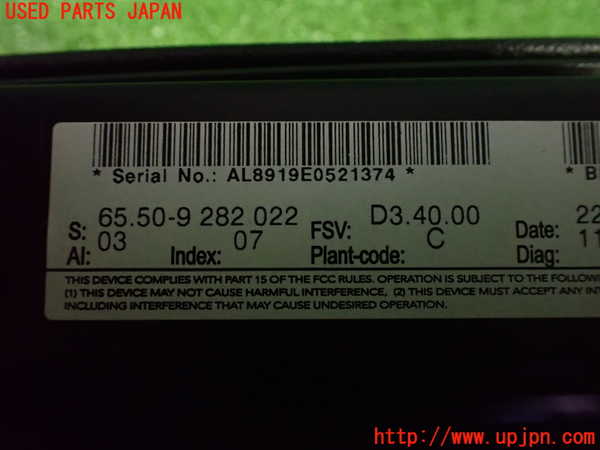 USED PARTS JAPAN
* Serial No.: AL8919E0521374 * * B
S: 65.50-9 282 022 FSV: D3.40.00 Date: 22
AI: 03 Index: 07 Plant-code: C Diag: 11
THIS DEVICE COMPLIES WITH PART 15 OF THE FCC RULES. OPERATION IS SUBJECT TO THE FOLLOW
(1) THIS DEVICE MAY NOT CAUSE HARMFUL INTERFERENCE, (2) THIS DEVICE MUST ACCEPT ANY INT
INCLUDING INTERFERENCE THAT MAY CAUSE UNDESIRED OPERATION.
http://www.upjpn.com/